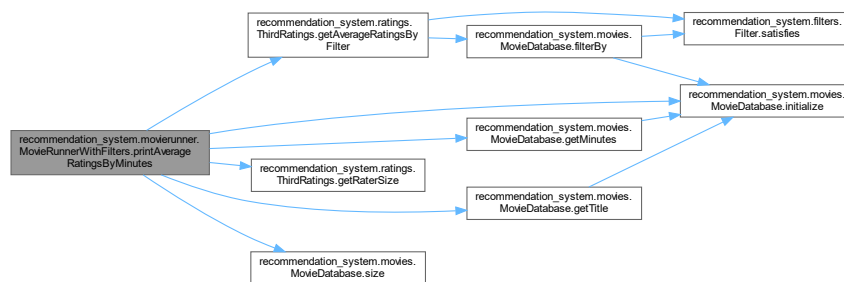 recommendation_system.ratings.
ThirdRatings.getAverageRatingsBy
Filter
recommendation_system.filters.
Filter.satisfies
recommendation_system.movies.
MovieDatabase.filterBy
recommendation_system.movies.
MovieDatabase.initialize
recommendation_system.movierunner.
MovieRunnerWithFilters.printAverage
RatingsByMinutes
recommendation_system.movies.
MovieDatabase.getMinutes
recommendation_system.ratings.
ThirdRatings.getRaterSize
recommendation_system.movies.
MovieDatabase.getTitle
recommendation_system.movies.
MovieDatabase.size